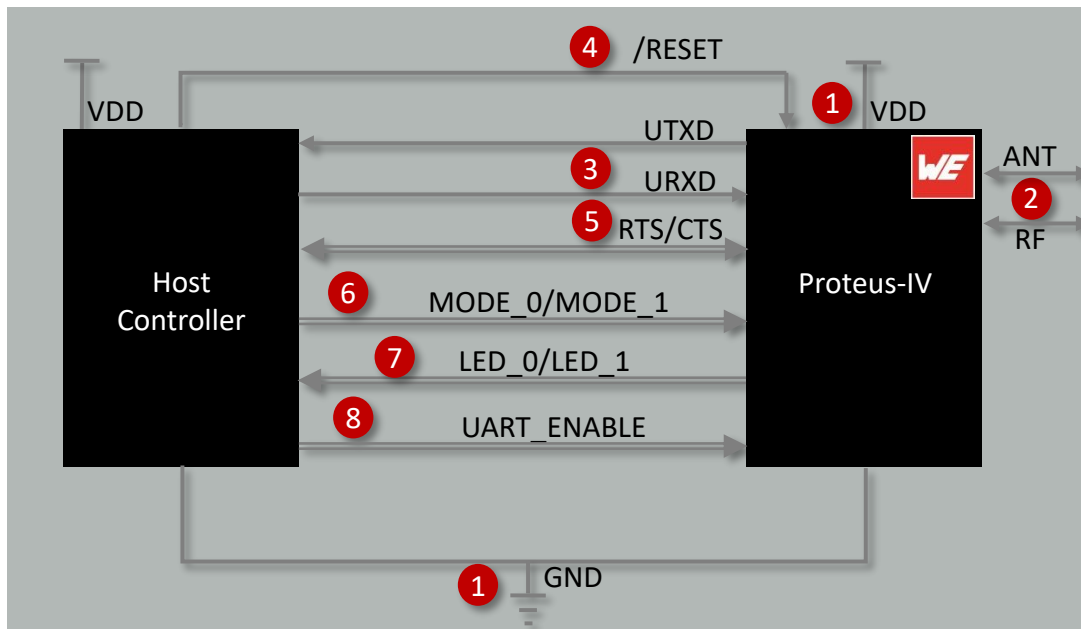 4
/RESET
VDD
1
VDD
UTXD
WE
ANT
3
URXD
2
5
RTS/CTS
RF
Host
Controller
Proteus-IV
6
MODE_0/MODE_1
7
LED_0/LED_1
8
UART_ENABLE
1
GND